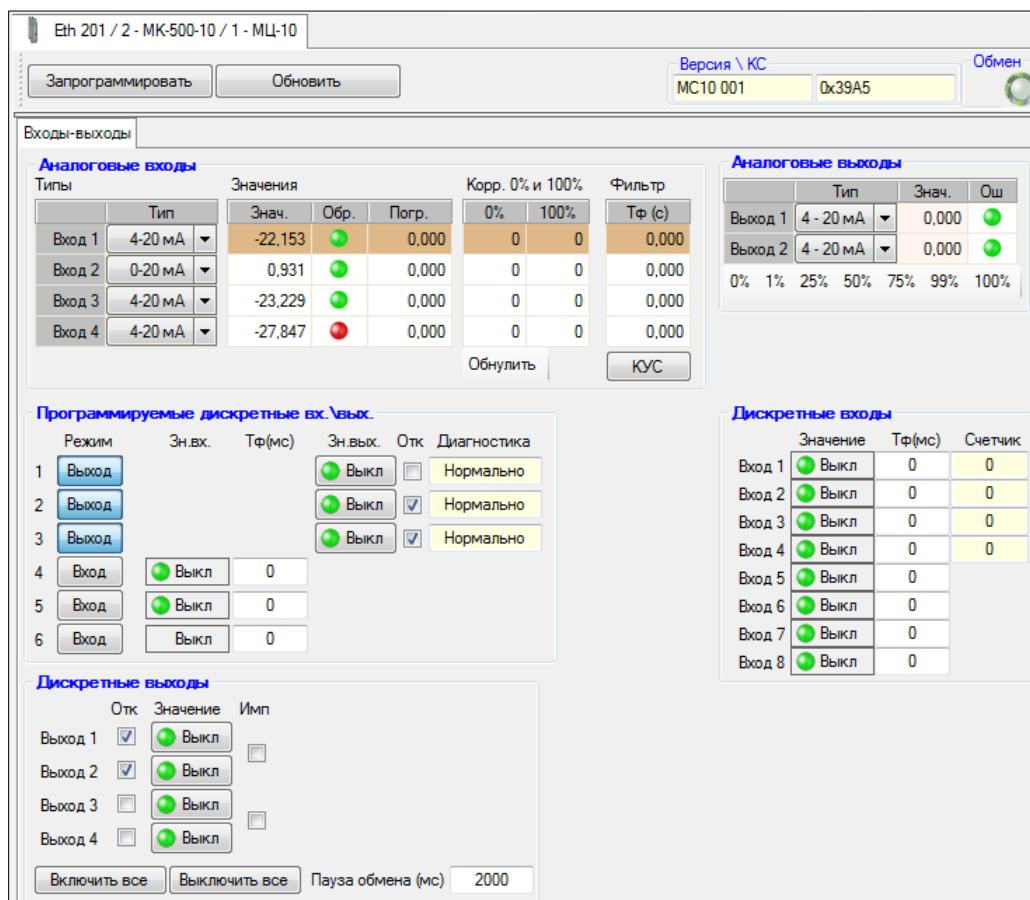 Eth 201 / 2 - МК-500-10 / 1 - МЦ-10
Запрограммировать Обновить
Версия \ КС Обмен
MC10 001 0x39A5
Входы-выходы
Аналоговые входы
Типы Значения Корр. 0% и 100% Фильтр
Тип Знач. Обр. Погр. 0% 100% Тф (с)
Вход 1 4-20 мА -22,153 0,000 0 0 0,000
Вход 2 0-20 мА 0,931 0,000 0 0 0,000
Вход 3 4-20 мА -23,229 0,000 0 0 0,000
Вход 4 4-20 мА -27,847 0,000 0 0 0,000
Обнулить КУС
Аналоговые выходы
Тип Знач. Ош
Выход 1 4 - 20 мА 0,000
Выход 2 4 - 20 мА 0,000
0% 1% 25% 50% 75% 99% 100%
Программируемые дискретные вх.\вых.
Режим Зн.вх. Тф(мс) Зн.вых. Отк Диагностика
1 Выход Выкл Нормально
2 Выход Выкл Нормально
3 Выход Выкл Нормально
4 Вход Выкл 0
5 Вход Выкл 0
6 Вход Выкл 0
Дискретные входы
Значение Тф(мс) Счетчик
Вход 1 Выкл 0 0
Вход 2 Выкл 0 0
Вход 3 Выкл 0 0
Вход 4 Выкл 0 0
Вход 5 Выкл 0
Вход 6 Выкл 0
Вход 7 Выкл 0
Вход 8 Выкл 0
Дискретные выходы
Отк Значение Имп
Выход 1 Выкл
Выход 2 Выкл
Выход 3 Выкл
Выход 4 Выкл
Включить все Выключить все Пауза обмена (мс) 2000